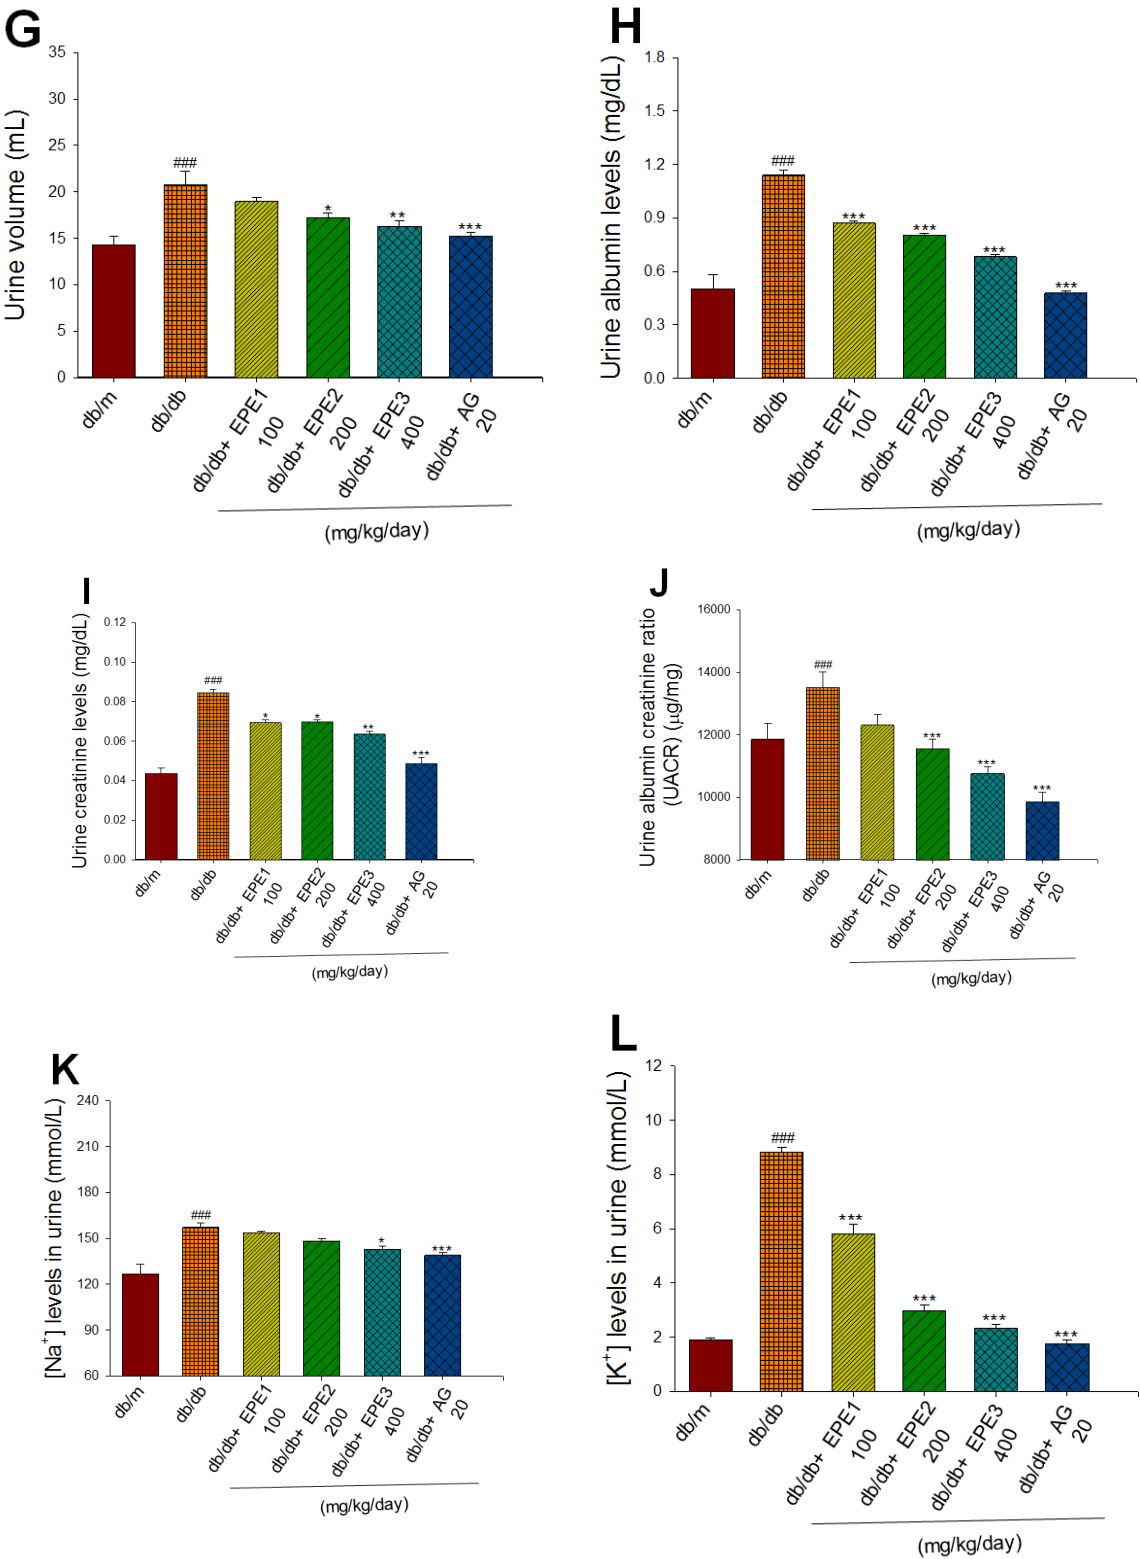 G
Urine volume (mL)
35
30
25
20
15
10
5
0
###
*
**
***
db/m
db/db
db/db+ EPE1
100
db/db+ EPE2
200
db/db+ EPE3
400
db/db+ AG
20
(mg/kg/day)
H
Urine albumin levels (mg/dL)
1.8
1.5
1.2
0.9
0.6
0.3
0.0
###
***
***
***
***
db/m
db/db
db/db+ EPE1
100
db/db+ EPE2
200
db/db+ EPE3
400
db/db+ AG
20
(mg/kg/day)
I
Urine creatinine levels (mg/dL)
0.12
0.10
0.08
0.06
0.04
0.02
0.00
###
*
*
**
***
db/m
db/db
db/db+ EPE1
100
db/db+ EPE2
200
db/db+ EPE3
400
db/db+ AG
20
(mg/kg/day)
J
Urine albumin creatinine ratio
(UACR) (µg/mg)
16000
14000
12000
10000
8000
###
***
***
***
db/m
db/db
db/db+ EPE1
100
db/db+ EPE2
200
db/db+ EPE3
400
db/db+ AG
20
(mg/kg/day)
K
[Na⁺] levels in urine (mmol/L)
240
210
180
150
120
90
60
###
*
***
db/m
db/db
db/db+ EPE1
100
db/db+ EPE2
200
db/db+ EPE3
400
db/db+ AG
20
(mg/kg/day)
L
[K⁺] levels in urine (mmol/L)
12
10
8
6
4
2
0
###
***
***
***
***
db/m
db/db
db/db+ EPE1
100
db/db+ EPE2
200
db/db+ EPE3
400
db/db+ AG
20
(mg/kg/day)